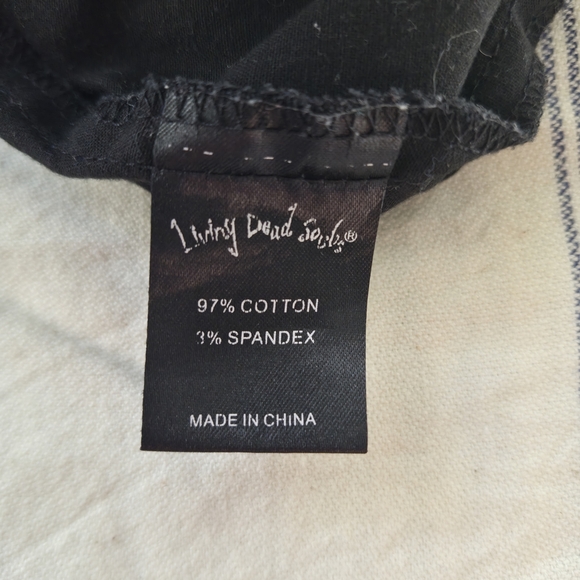 Living Dead Souls®
97% COTTON
3% SPANDEX
MADE IN CHINA